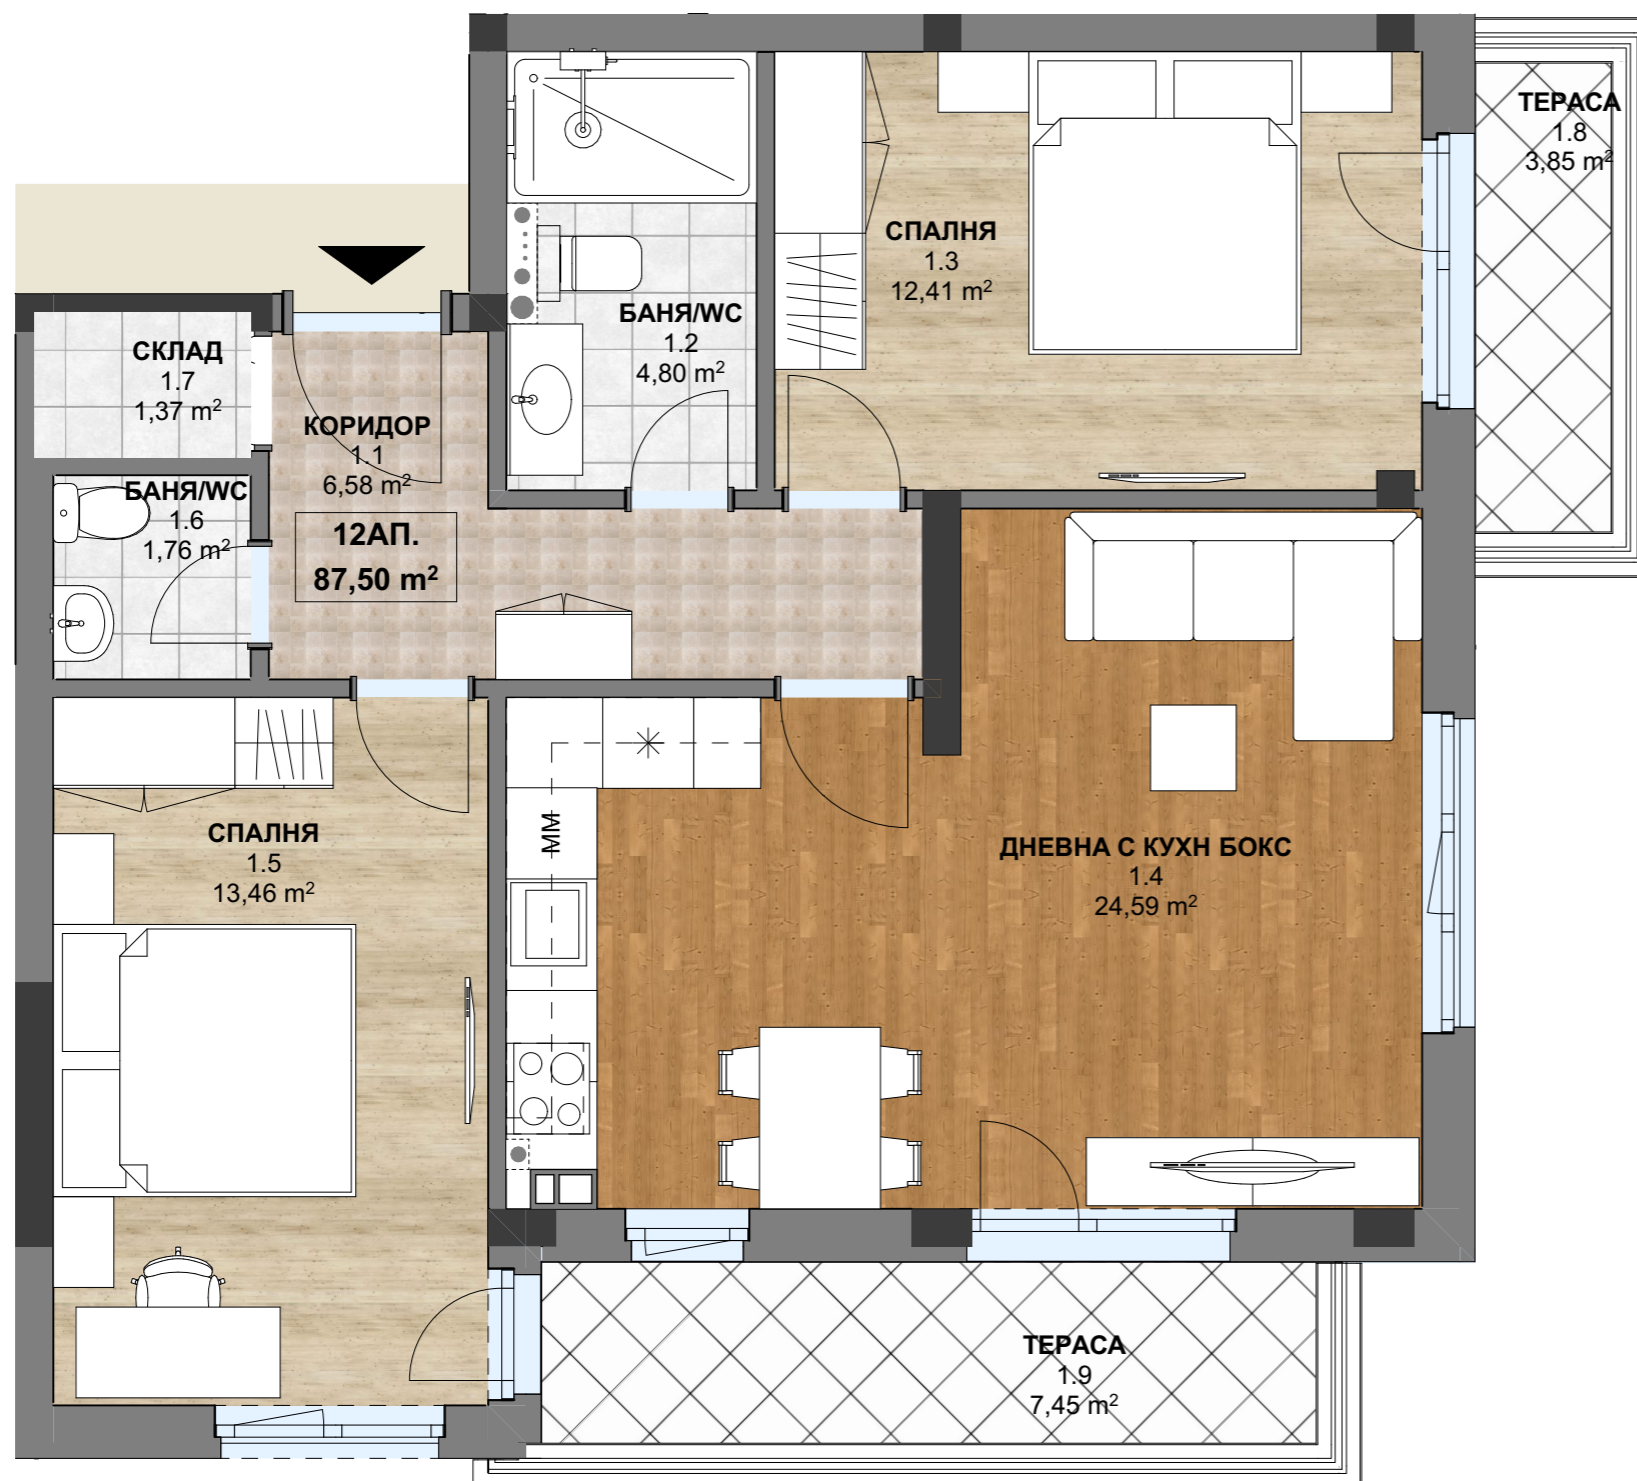 ТЕРАСА
1.8
3,85 m²
СПАЛНЯ
1.3
12,41 m²
БАНЯ/WC
1.2
4,80 m²
СКЛАД
1.7
1,37 m²
КОРИДОР
1.1
6,58 m²
БАНЯ/WC
1.6
1,76 m²
12АП.
87,50 m²
СПАЛНЯ
1.5
13,46 m²
ММ
ДНЕВНА С КУХН БОКС
1.4
24,59 m²
ТЕРАСА
1.9
7,45 m²